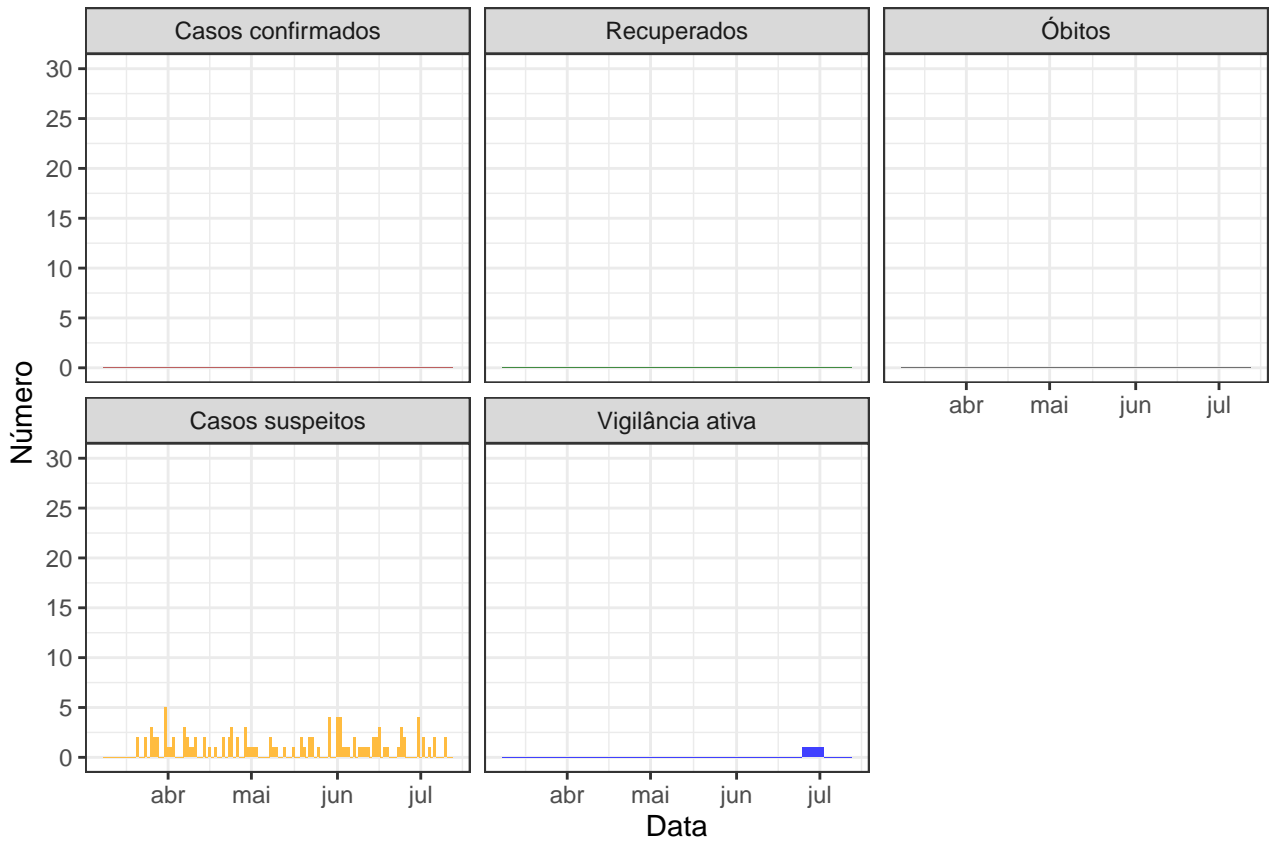 Casos confirmados
Recuperados
Óbitos
30
25
20
15
10
5
0
abr mai jun jul
Número
Casos suspeitos
Vigilância ativa
30
25
20
15
10
5
0
abr mai jun jul
abr mai jun jul
Data